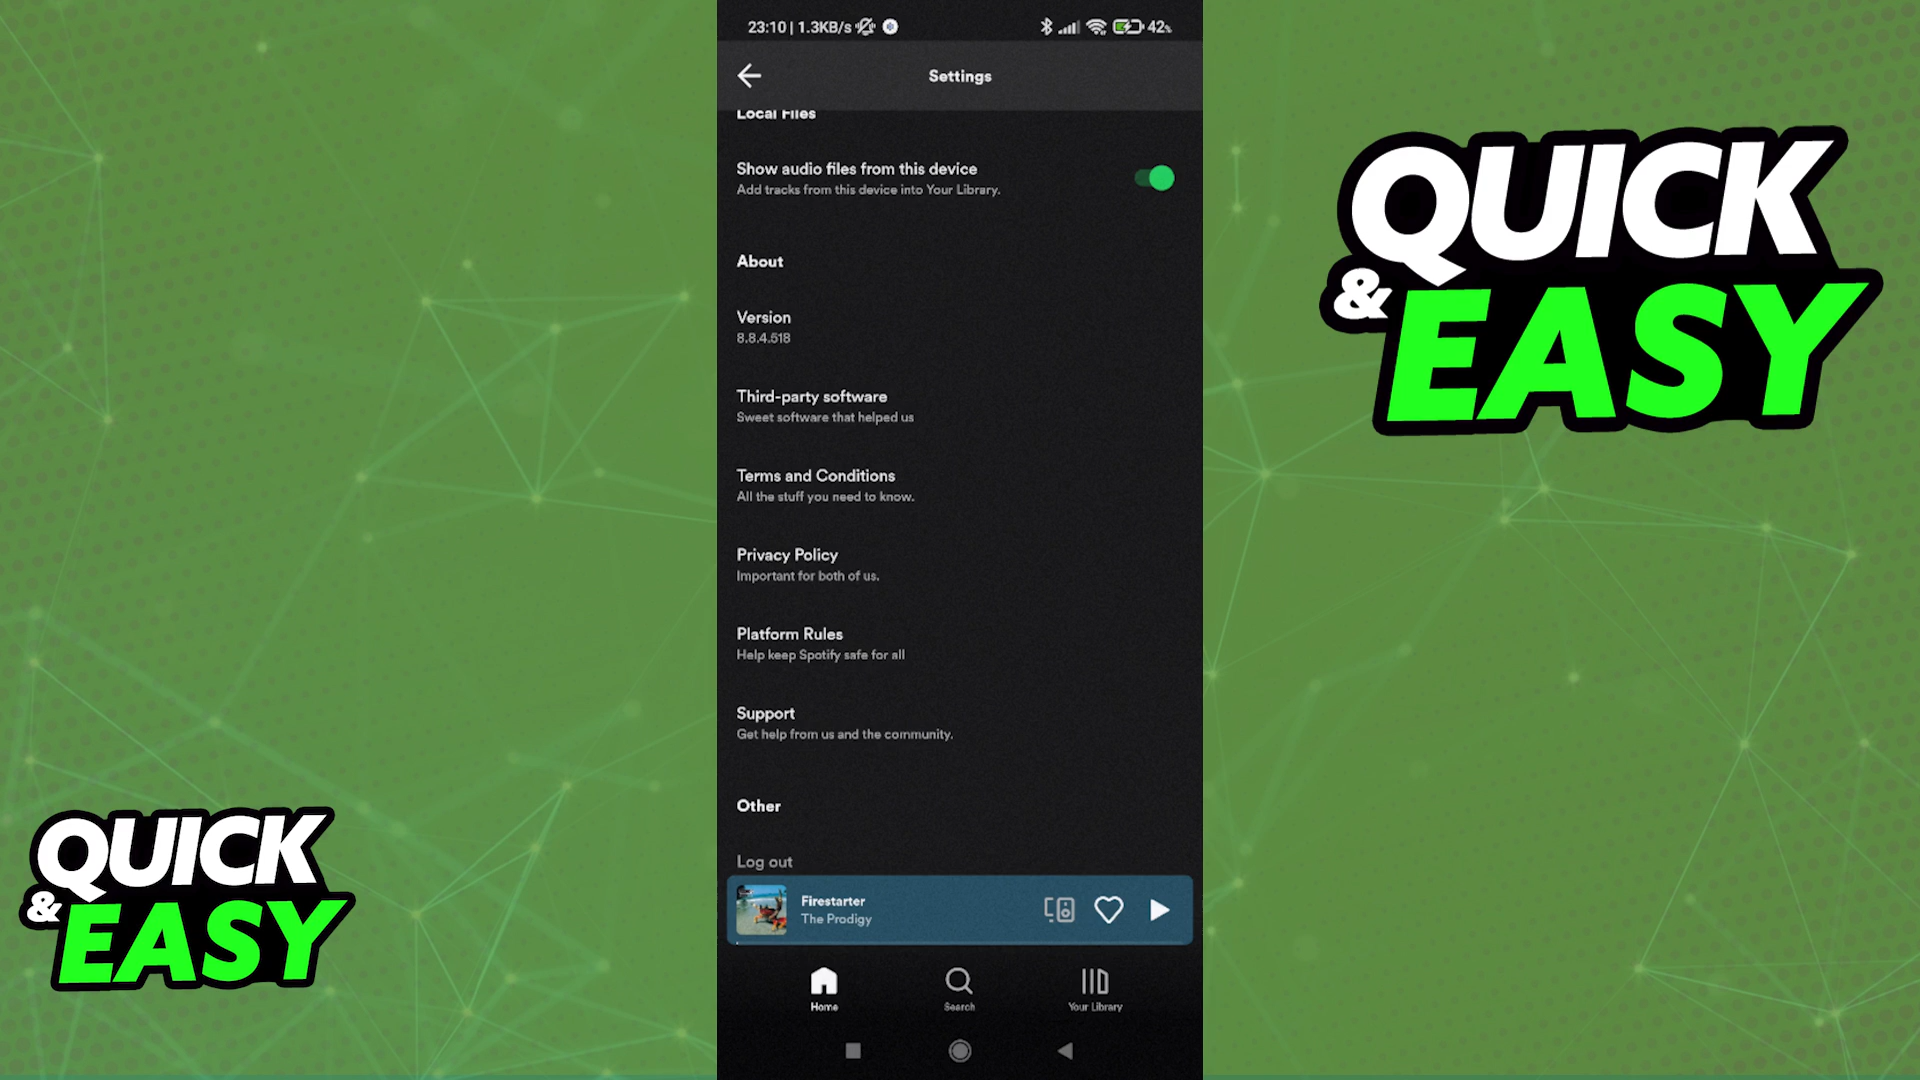 23:10 | 1.3KB/s
42%
Settings
Local Files
Show audio files from this device
Add tracks from this device into Your Library.
About
Version
8.8.4.518
Third-party software
Sweet software that helped us
Terms and Conditions
All the stuff you need to know.
Privacy Policy
Important for both of us.
Platform Rules
Help keep Spotify safe for all
Support
Get help from us and the community.
Other
Log out
Firestarter
The Prodigy
Home
Search
Your Library
QUICK
& EASY
QUICK
& EASY